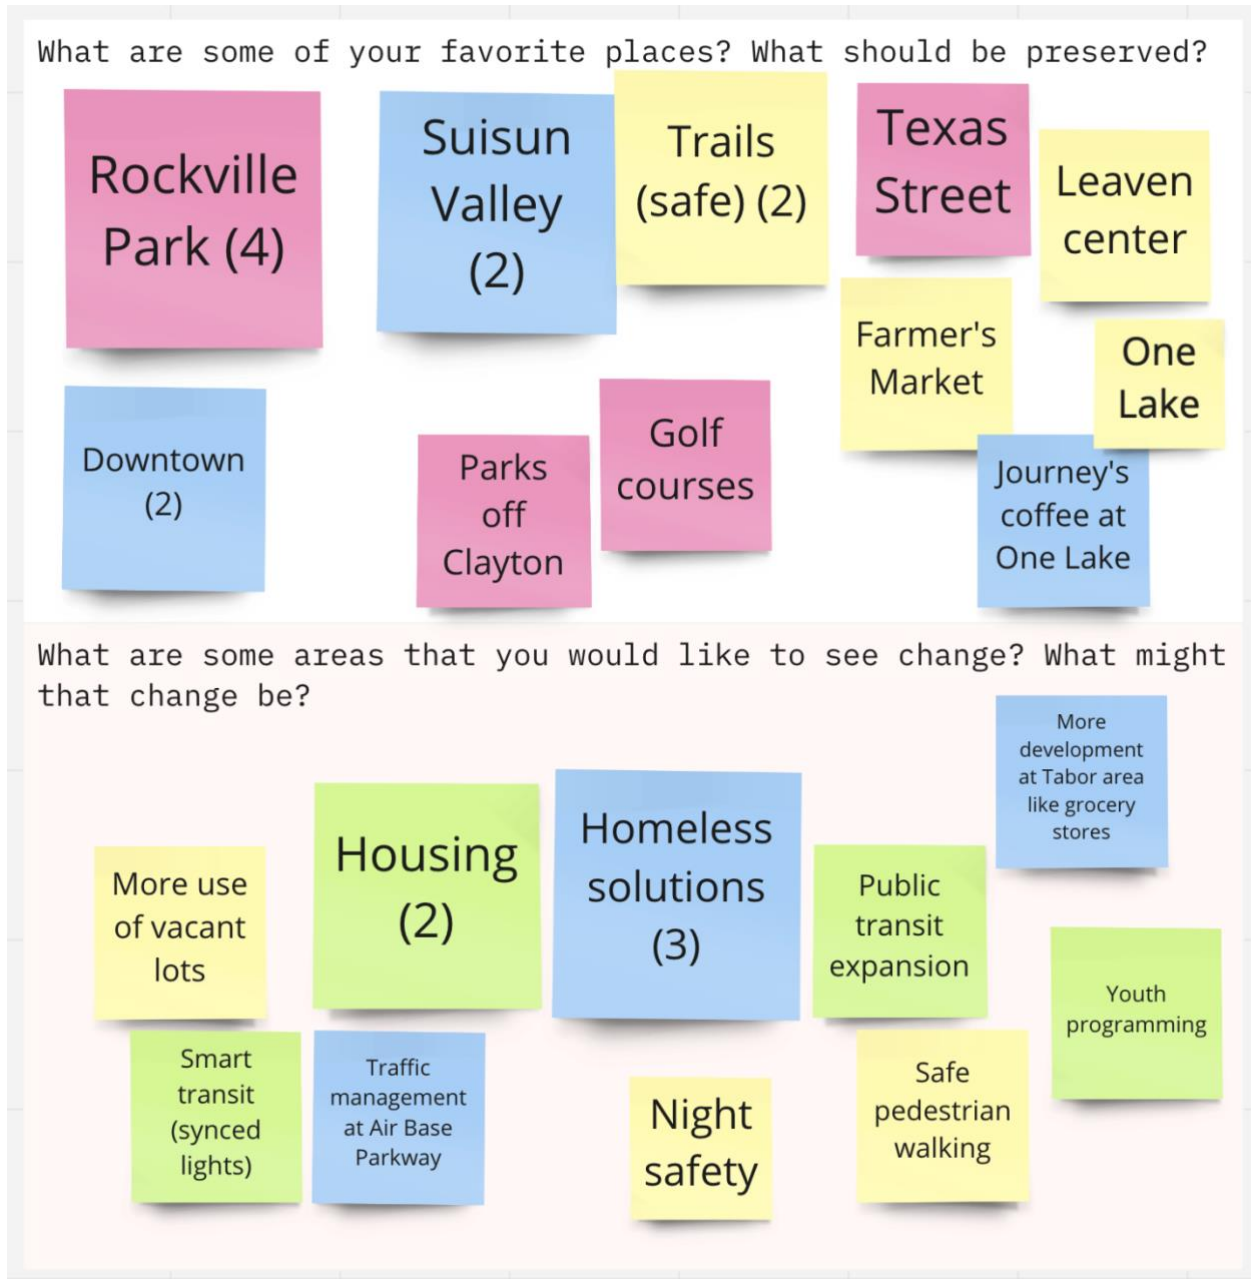 What are some of your favorite places? What should be preserved?
Rockville
Park (4)
Suisun
Valley
(2)
Trails
(safe) (2)
Texas
Street
Leaven
center
Farmer's
Market
One
Lake
Downtown
(2)
Parks
off
Clayton
Golf
courses
Journey's
coffee at
One Lake
What are some areas that you would like to see change? What might
that change be?
More
development
at Tabor area
like grocery
stores
More use
of vacant
lots
Housing
(2)
Homeless
solutions
(3)
Public
transit
expansion
Youth
programming
Smart
transit
(synced
lights)
Traffic
management
at Air Base
Parkway
Night
safety
Safe
pedestrian
walking